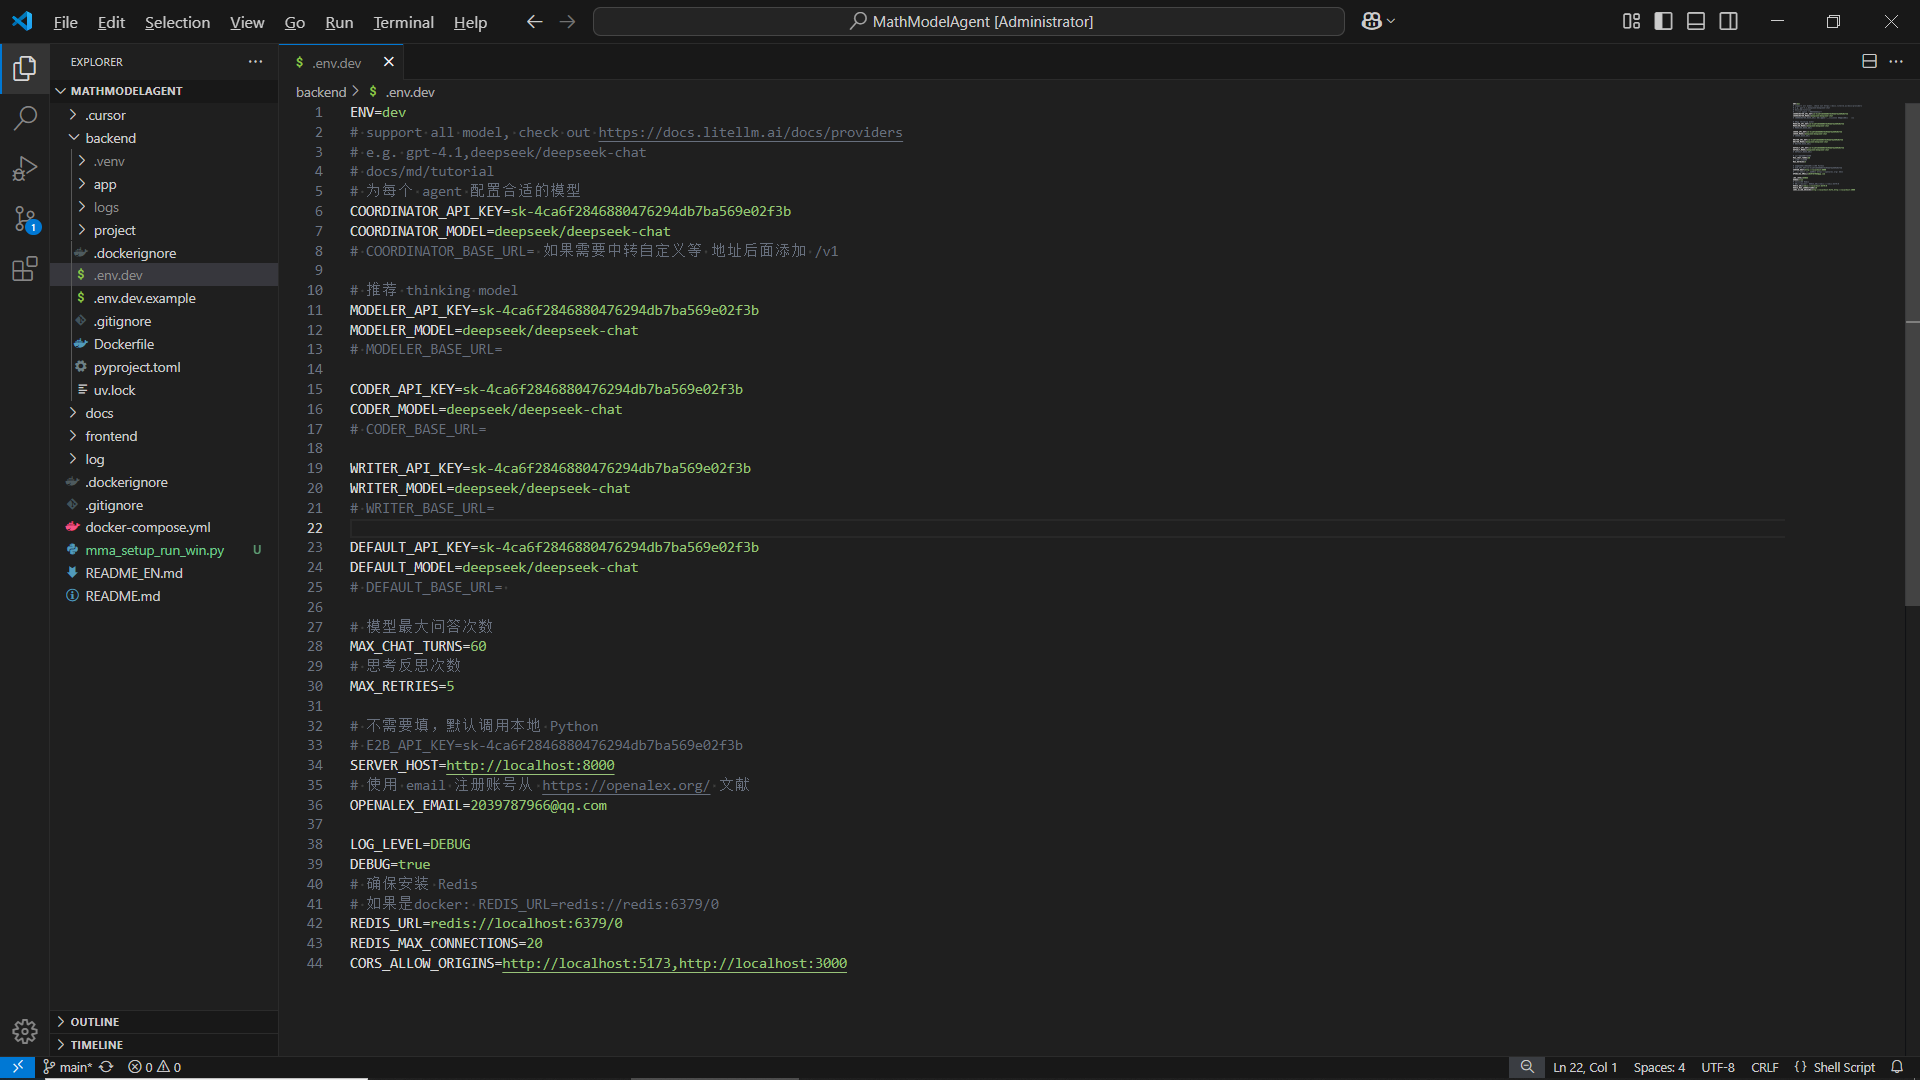 File Edit Selection View Go Run Terminal Help
MathModelAgent [Administrator]
EXPLORER
MATHMODELAGENT
.cursor
backend
.venv
app
logs
project
.dockerignore
.env.dev
.env.dev.example
.gitignore
Dockerfile
pyproject.toml
uv.lock
docs
frontend
log
.dockerignore
.gitignore
docker-compose.yml
mma_setup_run_win.py U
README_EN.md
README.md
OUTLINE
TIMELINE
$ .env.dev
backend > $ .env.dev
1 ENV=dev
2 # support all model, check out https://docs.litellm.ai/docs/providers
3 # e.g. gpt-4.1,deepseek/deepseek-chat
4 # docs/md/tutorial
5 # 为每个 agent 配置合适的模型
6 COORDINATOR_API_KEY=sk-4ca6f2846880476294db7ba569e02f3b
7 COORDINATOR_MODEL=deepseek/deepseek-chat
8 # COORDINATOR_BASE_URL= 如果需要中转自定义等 地址后面添加 /v1
9
10 # 推荐 thinking model
11 MODELER_API_KEY=sk-4ca6f2846880476294db7ba569e02f3b
12 MODELER_MODEL=deepseek/deepseek-chat
13 # MODELER_BASE_URL=
14
15 CODER_API_KEY=sk-4ca6f2846880476294db7ba569e02f3b
16 CODER_MODEL=deepseek/deepseek-chat
17 # CODER_BASE_URL=
18
19 WRITER_API_KEY=sk-4ca6f2846880476294db7ba569e02f3b
20 WRITER_MODEL=deepseek/deepseek-chat
21 # WRITER_BASE_URL=
22
23 DEFAULT_API_KEY=sk-4ca6f2846880476294db7ba569e02f3b
24 DEFAULT_MODEL=deepseek/deepseek-chat
25 # DEFAULT_BASE_URL=
26
27 # 模型最大问答次数
28 MAX_CHAT_TURNS=60
29 # 思考反思次数
30 MAX_RETRIES=5
31
32 # 不需要填，默认调用本地 Python
33 # E2B_API_KEY=sk-4ca6f2846880476294db7ba569e02f3b
34 SERVER_HOST=http://localhost:8000
35 # 使用 email 注册账号从 https://openalex.org/ 文献
36 OPENALEX_EMAIL=2039787966@qq.com
37
38 LOG_LEVEL=DEBUG
39 DEBUG=true
40 # 确保安装 Redis
41 # 如果是docker: REDIS_URL=redis://redis:6379/0
42 REDIS_URL=redis://localhost:6379/0
43 REDIS_MAX_CONNECTIONS=20
44 CORS_ALLOW_ORIGINS=http://localhost:5173,http://localhost:3000
1
main* 0 0
Ln 22, Col 1 Spaces: 4 UTF-8 CRLF {} Shell Script